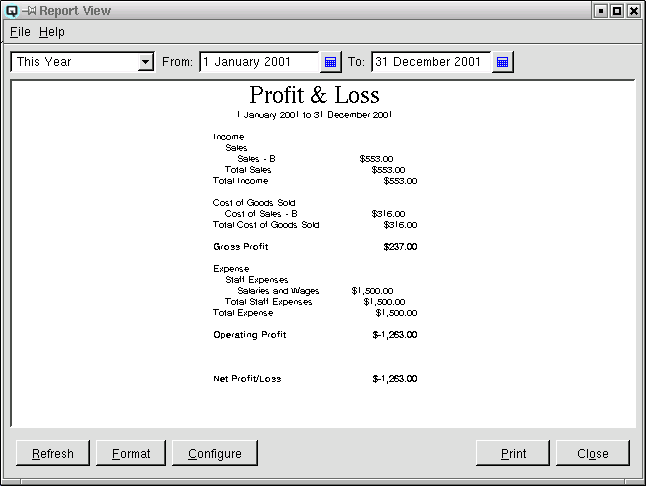 Report View
File Help
This Year From: 1 January 2001 To: 31 December 2001
Profit & Loss
1 January 2001 to 31 December 2001
Income
Sales
Sales - B $553.00
Total Sales $553.00
Total Income $553.00
Cost of Goods Sold
Cost of Sales - B $316.00
Total Cost of Goods Sold $316.00
Gross Profit $237.00
Expense
Staff Expenses
Salaries and Wages $1,500.00
Total Staff Expenses $1,500.00
Total Expense $1,500.00
Operating Profit $-1,263.00
Net Profit/Loss $-1,263.00
Refresh Format Configure Print Close